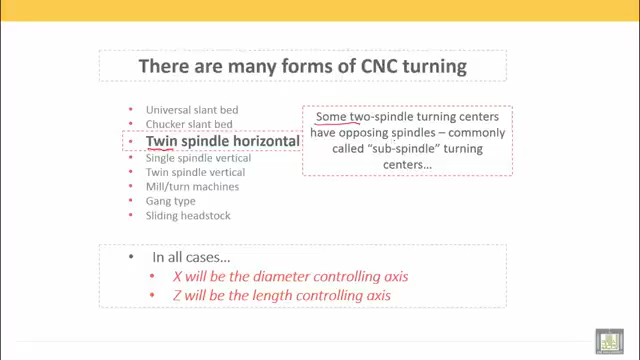 There are many forms of CNC turning
• Universal slant bed
• Chucker slant bed
• Twin spindle horizontal
• Single spindle vertical
• Twin spindle vertical
• Mill/turn machines
• Gang type
• Sliding headstock
Some two-spindle turning centers
have opposing spindles – commonly
called “sub-spindle” turning
centers…
• In all cases…
• X will be the diameter controlling axis
• Z will be the length controlling axis